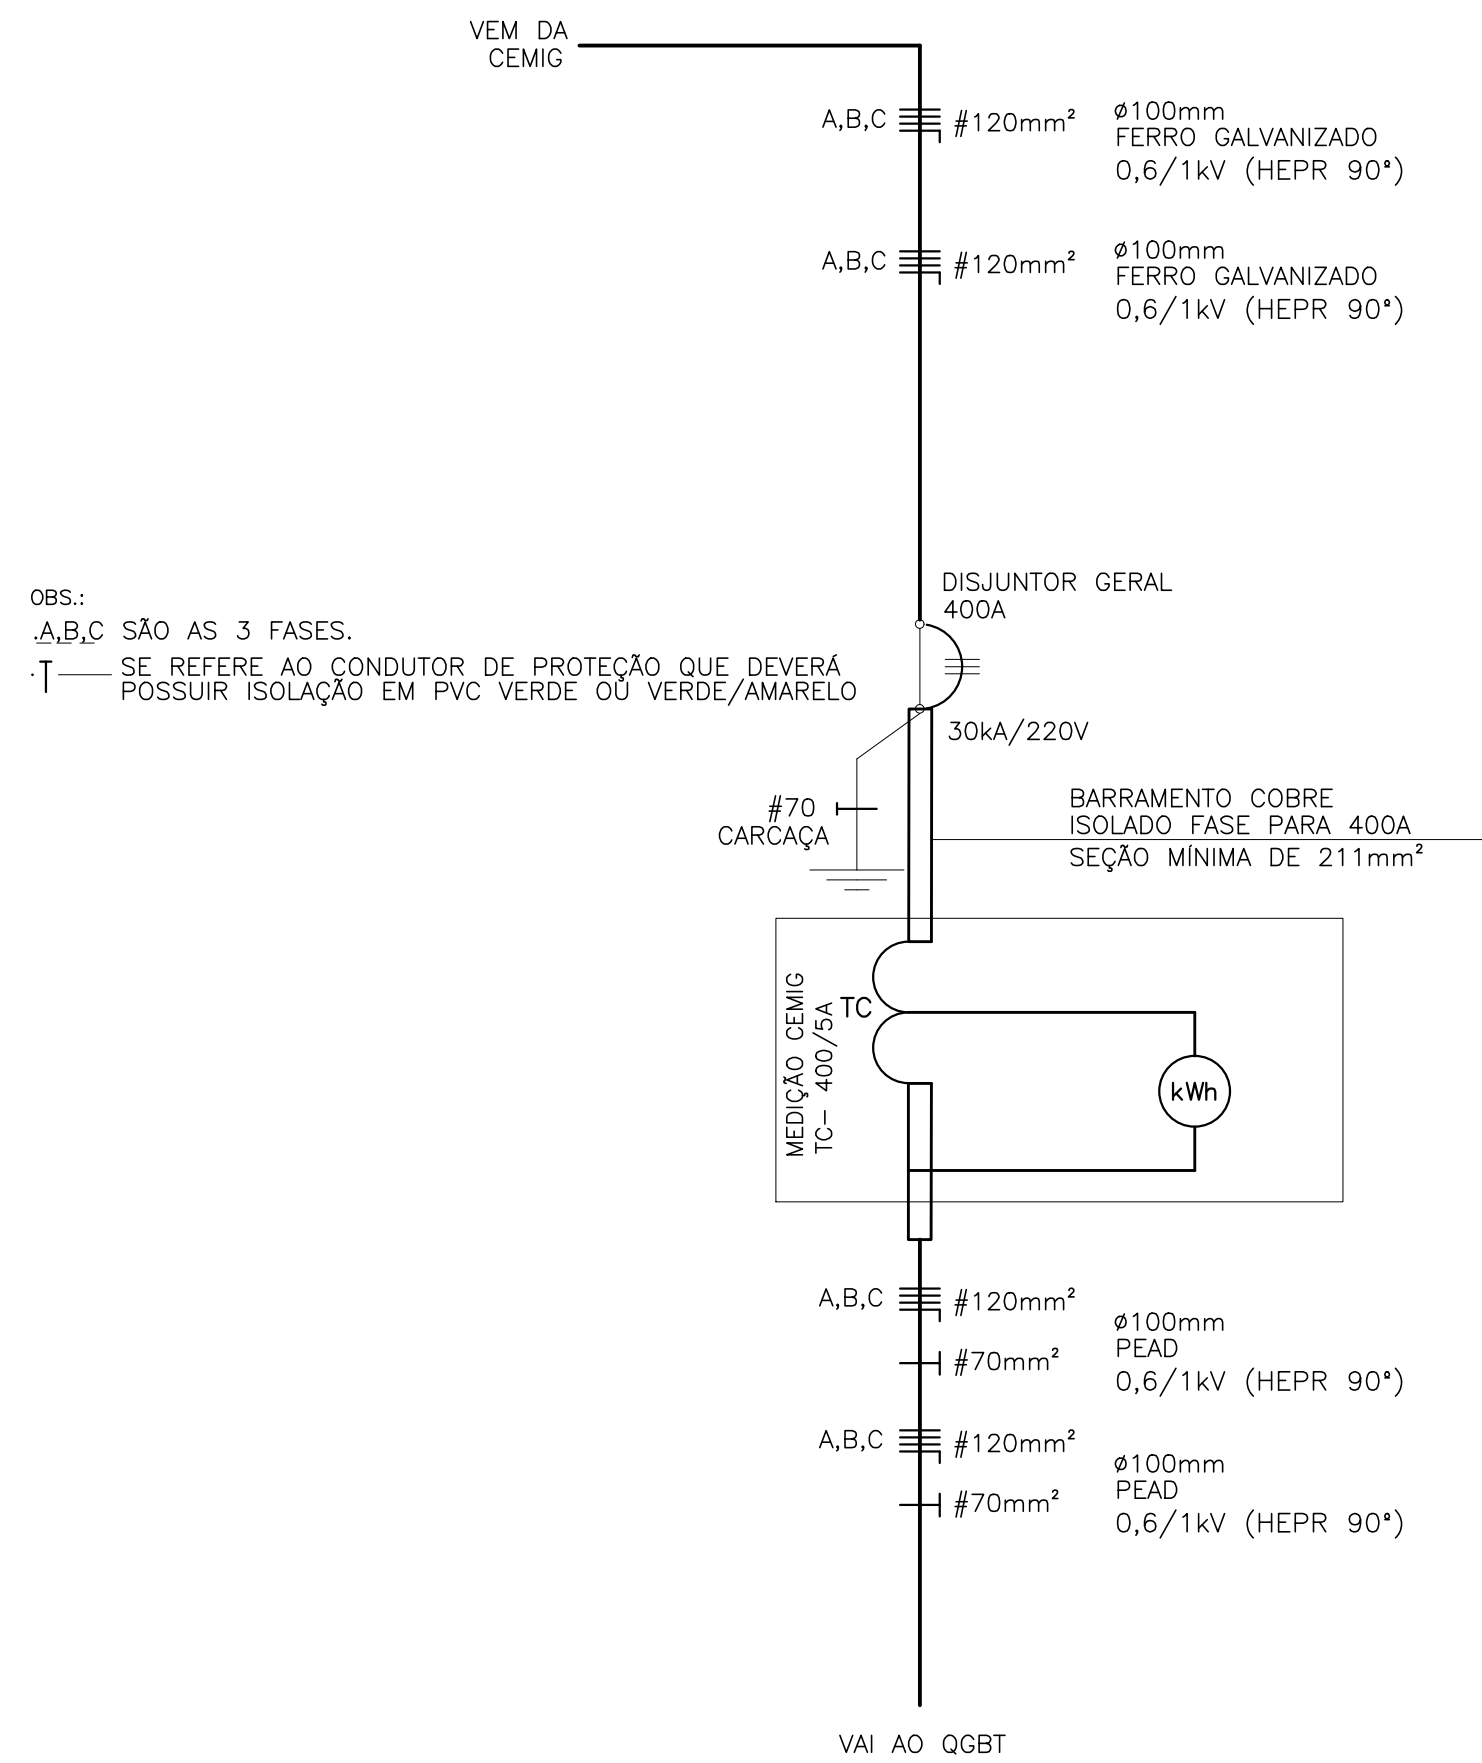 VEM DA
CEMIG
A,B,C #120mm² ø100mm
FERRO GALVANIZADO
0,6/1kV (HEPR 90ª)
A,B,C #120mm² ø100mm
FERRO GALVANIZADO
0,6/1kV (HEPR 90ª)
DISJUNTOR GERAL
400A
OBS.:
.A,B,C SÃO AS 3 FASES.
.T SE REFERE AO CONDUTOR DE PROTEÇÃO QUE DEVERÁ
POSSUIR ISOLAÇÃO EM PVC VERDE OU VERDE/AMARELO
30kA/220V
#70
CARCAÇA
BARRAMENTO COBRE
ISOLADO FASE PARA 400A
SEÇÃO MÍNIMA DE 211mm²
MEDIÇÃO CEMIG
TC- 400/5A
TC
kWh
A,B,C #120mm²
#70mm²
ø100mm
PEAD
0,6/1kV (HEPR 90ª)
A,B,C #120mm²
#70mm²
ø100mm
PEAD
0,6/1kV (HEPR 90ª)
VAI AO QGBT